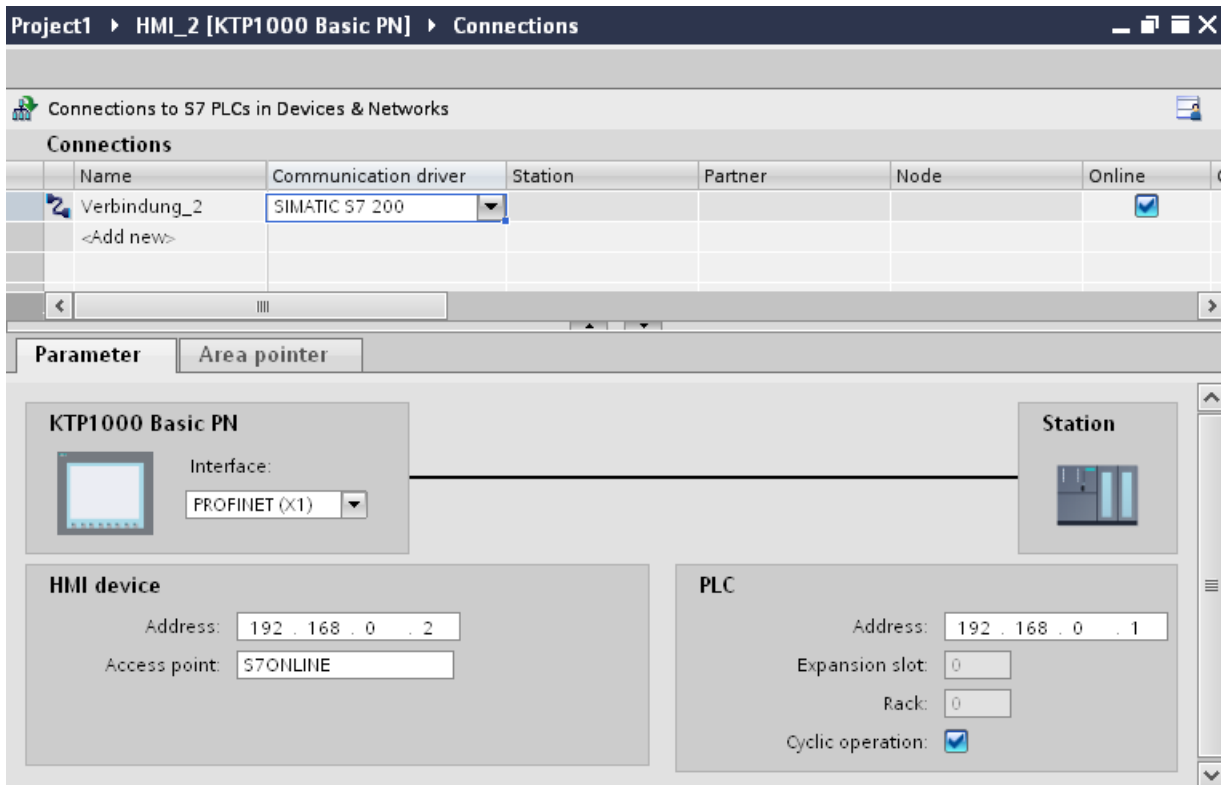 Project1 ▸ HMI_2 [KTP1000 Basic PN] ▸ Connections
Connections to S7 PLCs in Devices & Networks
Connections
Name Communication driver Station Partner Node Online
Verbindung_2 SIMATIC S7 200
<Add new>
Parameter Area pointer
KTP1000 Basic PN
Station
Interface:
PROFINET (X1)
HMI device
Address: 192 . 168 . 0 . 2
Access point: S7ONLINE
PLC
Address: 192 . 168 . 0 . 1
Expansion slot: 0
Rack: 0
Cyclic operation: